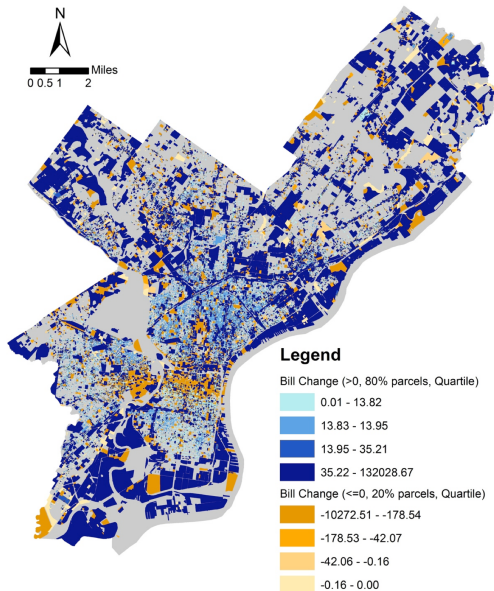 N
Miles
0 0.5 1 2
Legend
Bill Change (>0, 80% parcels, Quartile)
0.01 - 13.82
13.83 - 13.95
13.95 - 35.21
35.22 - 132028.67
Bill Change (<=0, 20% parcels, Quartile)
-10272.51 - -178.54
-178.53 - -42.07
-42.06 - -0.16
-0.16 - 0.00